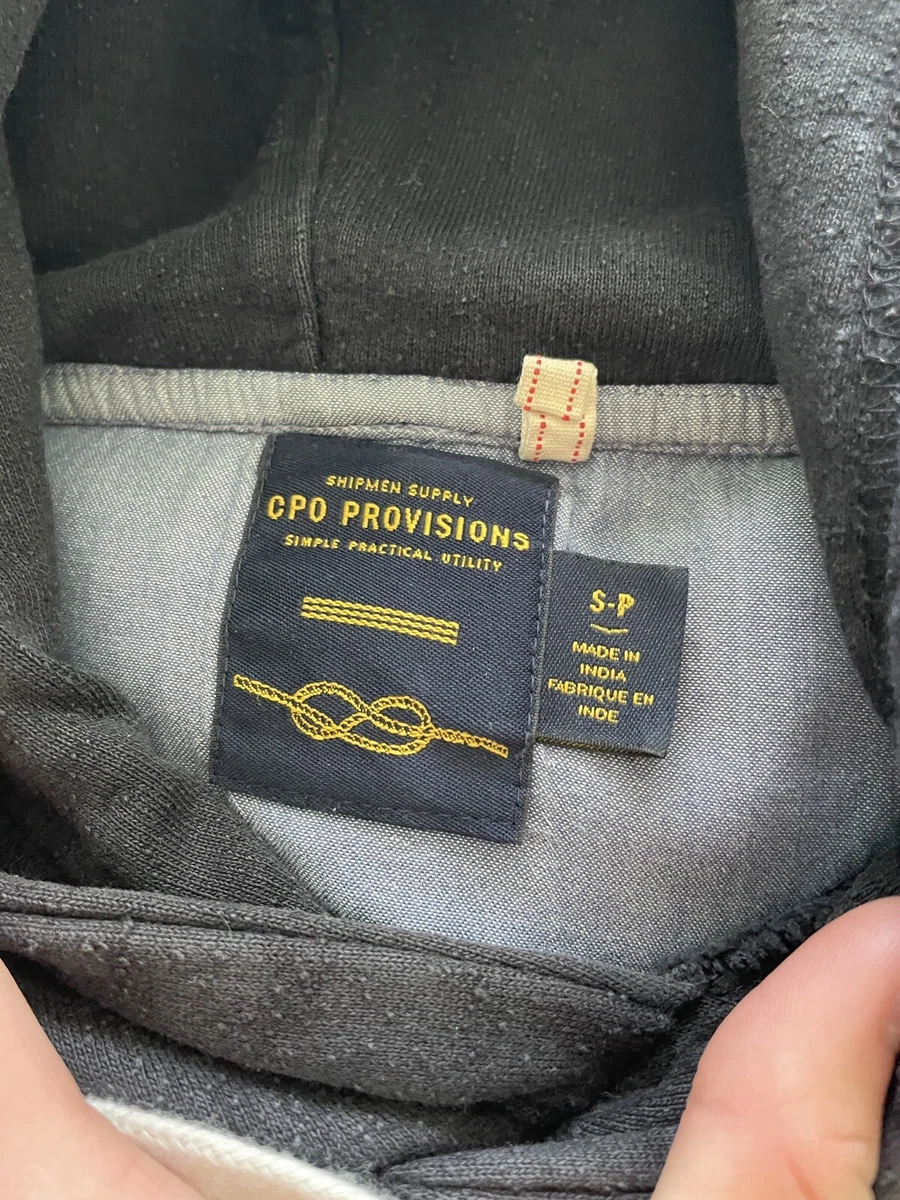 SHIPMEN SUPPLY
CPO PROVISIONS
SIMPLE PRACTICAL UTILITY
S-P
MADE IN
INDIA
FABRIQUE EN
INDE